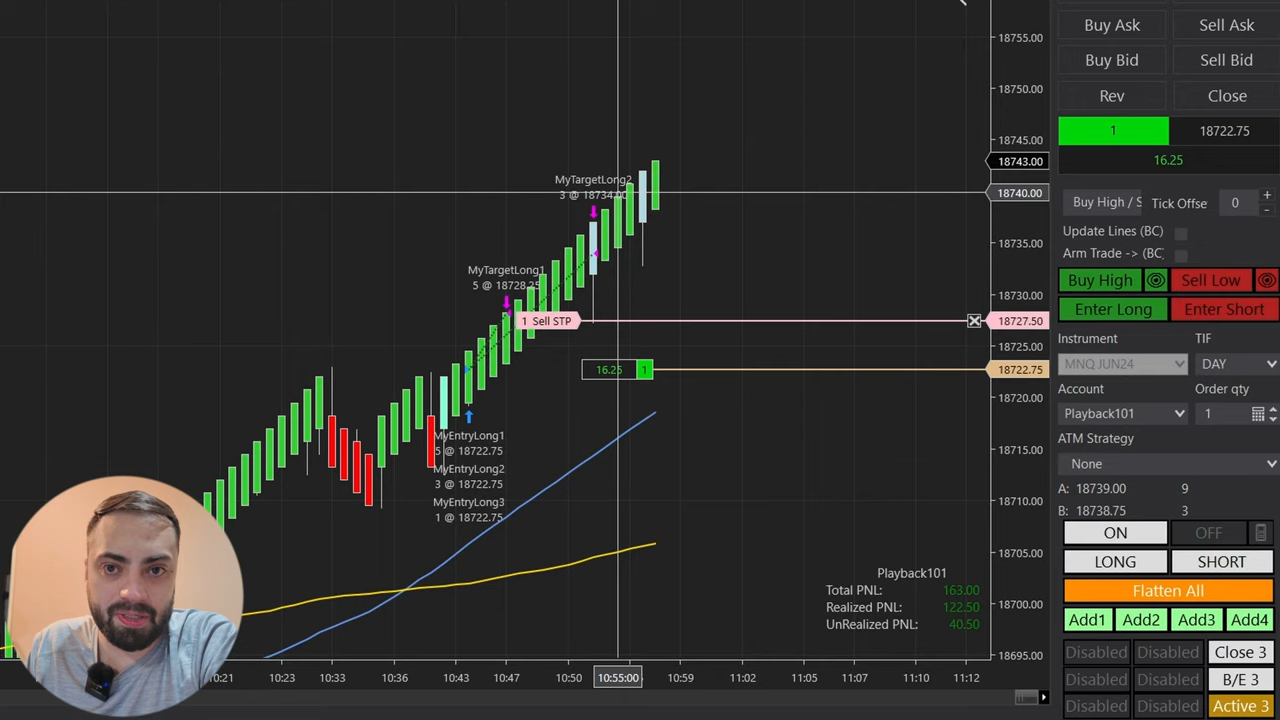 Buy Ask
Sell Ask
Buy Bid
Sell Bid
Rev
Close
1
18722.75
16.25
Buy High / S
Tick Offse
0
Update Lines (BC)
Arm Trade -> (BC
Buy High
Sell Low
Enter Long
Enter Short
Instrument
TIF
MNQ JUN24
DAY
Account
Order qty
Playback101
1
ATM Strategy
None
A: 18739.00
9
B: 18738.75
3
ON
OFF
LONG
SHORT
Flatten All
Add1
Add2
Add3
Add4
Disabled
Disabled
Close 3
Disabled
Disabled
B/E 3
Disabled
Disabled
Active 3
18755.00
18750.00
18745.00
18743.00
18740.00
18735.00
18730.00
18727.50
18725.00
18722.75
18720.00
18715.00
18710.00
18705.00
18700.00
18695.00
MyTargetLong2
3 @ 18734.00
MyTargetLong1
5 @ 18728.25
1 Sell STP
16.25
1
MyEntryLong1
5 @ 18722.75
MyEntryLong2
3 @ 18722.75
MyEntryLong3
1 @ 18722.75
Playback101
Total PNL:
163.00
Realized PNL:
122.50
UnRealized PNL:
40.50
10:21
10:23
10:33
10:36
10:43
10:47
10:50
10:55:00
10:59
11:02
11:05
11:07
11:09
11:12